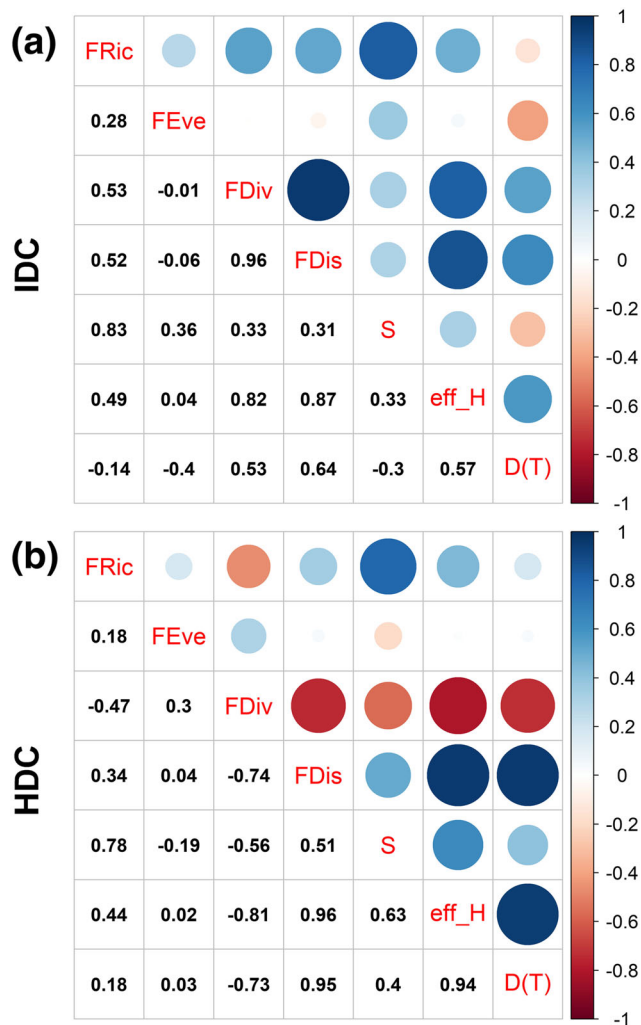 (a)
IDC
FRic
0.28 FEve
0.53 -0.01 FDiv
0.52 -0.06 0.96 FDis
0.83 0.36 0.33 0.31 S
0.49 0.04 0.82 0.87 0.33 eff_H
-0.14 -0.4 0.53 0.64 -0.3 0.57 D(T)
1
0.8
0.6
0.4
0.2
0
-0.2
-0.4
-0.6
-0.8
-1
(b)
HDC
FRic
0.18 FEve
-0.47 0.3 FDiv
0.34 0.04 -0.74 FDis
0.78 -0.19 -0.56 0.51 S
0.44 0.02 -0.81 0.96 0.63 eff_H
0.18 0.03 -0.73 0.95 0.4 0.94 D(T)
1
0.8
0.6
0.4
0.2
0
-0.2
-0.4
-0.6
-0.8
-1